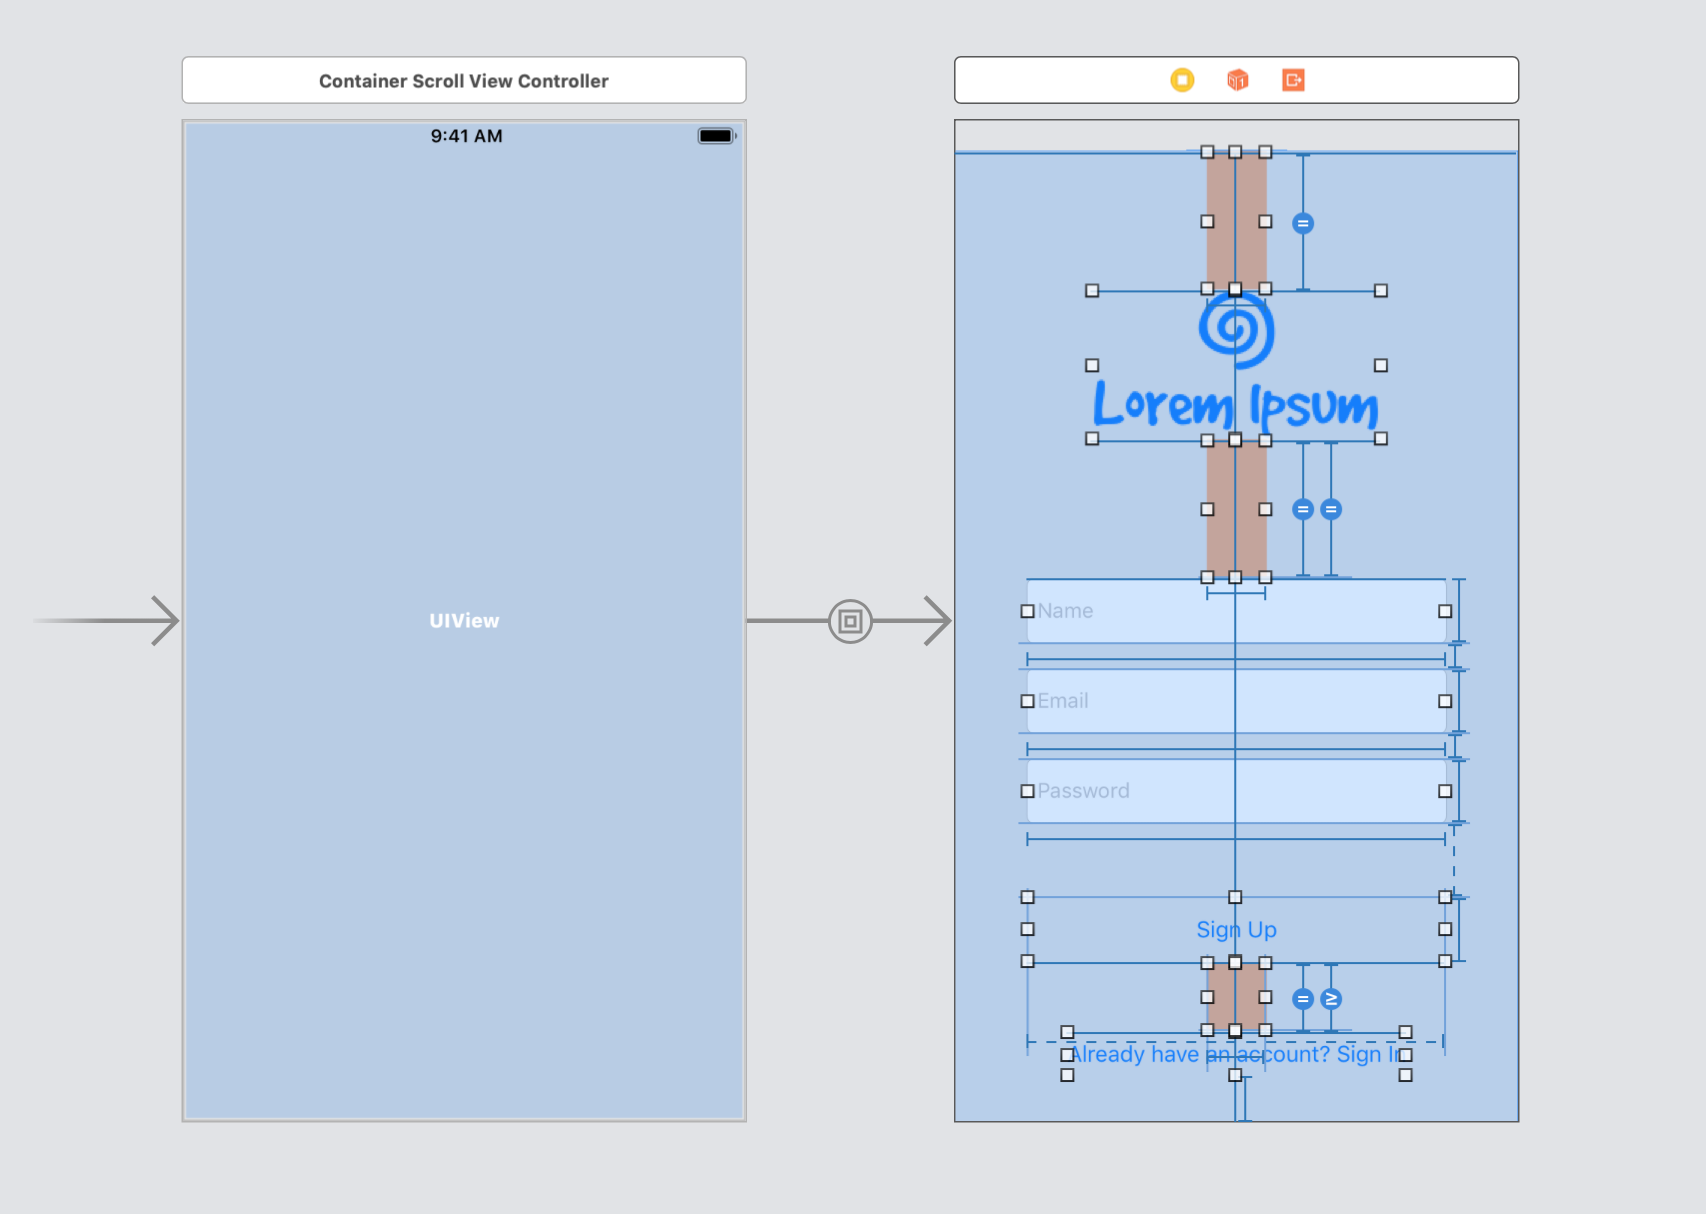 Container Scroll View Controller
9:41 AM
UIView
Lorem Ipsum
Name
Email
Password
Sign Up
Already have an account? Sign In